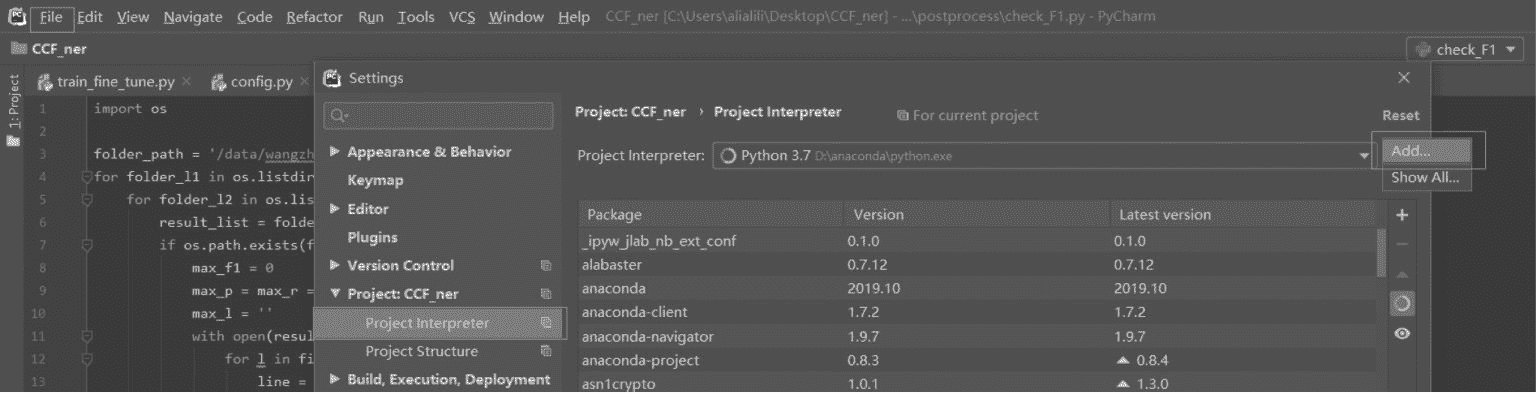 File Edit View Navigate Code Refactor Run Tools VCS Window Help CCF_ner [C:\Users\alialili\Desktop\CCF_ner] - ...\postprocess\check_F1.py - PyCharm
CCF_ner
check_F1
1: Project
train_fine_tune.py
config.py
1 import os
2
3 folder_path = '/data/wangzh
4 for folder_l1 in os.listdir
5 for folder_l2 in os.lis
6 result_list = folde
7 if os.path.exists(f
8 max_f1 = 0
9 max_p = max_r =
10 max_l = ''
11 with open(resul
12 for l in fi
13 line =
Settings
Appearance & Behavior
Keymap
Editor
Plugins
Version Control
Project: CCF_ner
Project Interpreter
Project Structure
Build, Execution, Deployment
Project: CCF_ner › Project Interpreter
For current project
Reset
Project Interpreter: Python 3.7 D:\anaconda\python.exe
Add...
Show All...
Package Version Latest version
_ipyw_jlab_nb_ext_conf 0.1.0 0.1.0
alabaster 0.7.12 0.7.12
anaconda 2019.10 2019.10
anaconda-client 1.7.2 1.7.2
anaconda-navigator 1.9.7 1.9.7
anaconda-project 0.8.3 0.8.4
asn1crypto 1.0.1 1.3.0